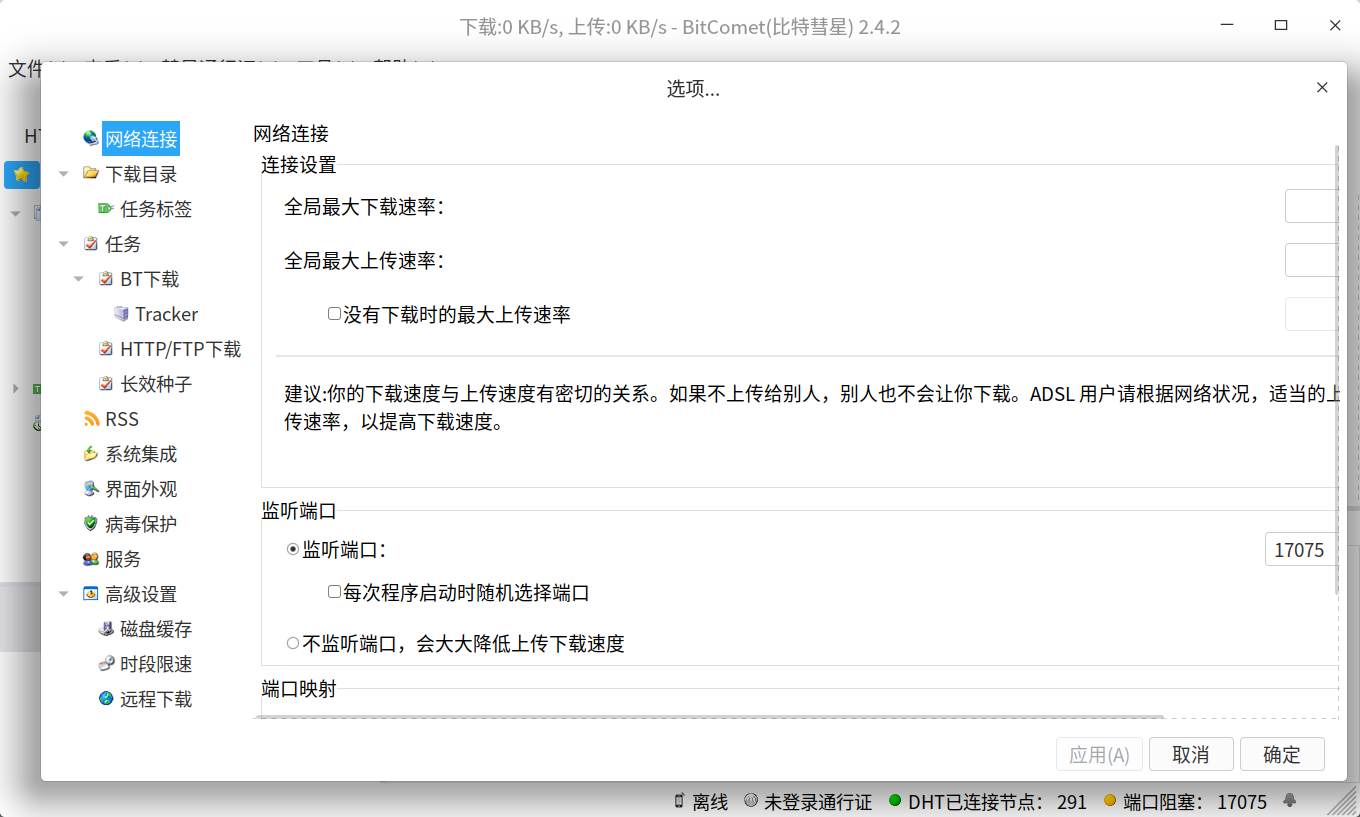 下载:0 KB/s, 上传:0 KB/s - BitComet(比特彗星) 2.4.2
文件
选项...
HT
网络连接
下载目录
任务标签
任务
BT下载
Tracker
HTTP/FTP下载
长效种子
RSS
系统集成
界面外观
病毒保护
服务
高级设置
磁盘缓存
时段限速
远程下载
网络连接
连接设置
全局最大下载速率：
全局最大上传速率：
没有下载时的最大上传速率
建议:你的下载速度与上传速度有密切的关系。如果不上传给别人，别人也不会让你下载。ADSL 用户请根据网络状况，适当的上
传速率，以提高下载速度。
监听端口
监听端口：
17075
每次程序启动时随机选择端口
不监听端口，会大大降低上传下载速度
端口映射
应用(A)
取消
确定
离线
未登录通行证
DHT已连接节点： 291
端口阻塞： 17075